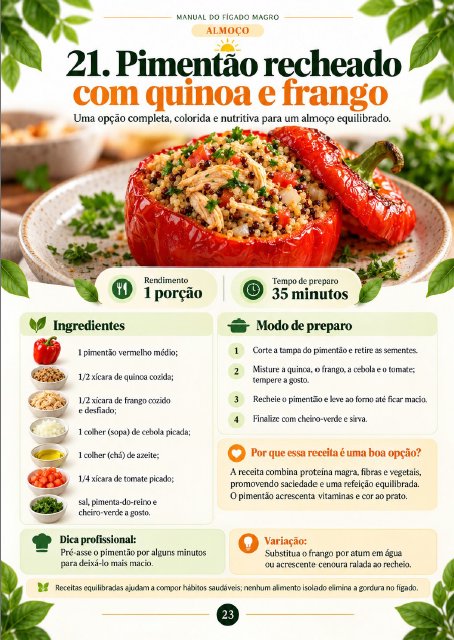 MANUAL DO FÍGADO MAGRO
ALMOÇO
21. Pimentão recheado
com quinoa e frango
Uma opção completa, colorida e nutritiva para um almoço equilibrado.
Rendimento
1 porção
Tempo de preparo
35 minutos
Ingredientes
1 pimentão vermelho médio;
1/2 xícara de quinoa cozida;
1/2 xícara de frango cozido
e desfiado;
1 colher (sopa) de cebola picada;
1 colher (chá) de azeite;
1/4 xícara de tomate picado;
sal, pimenta-do-reino e
cheiro-verde a gosto.
Modo de preparo
1 Corte a tampa do pimentão e retire as sementes.
2 Misture a quinoa, o frango, a cebola e o tomate;
tempere a gosto.
3 Recheie o pimentão e leve ao forno até ficar macio.
4 Finalize com cheiro-verde e sirva.
Por que essa receita é uma boa opção?
A receita combina proteína magra, fibras e vegetais,
promovendo saciedade e uma refeição equilibrada.
O pimentão acrescenta vitaminas e cor ao prato.
Dica profissional:
Pré-asse o pimentão por alguns minutos
para deixá-lo mais macio.
Variação:
Substitua o frango por atum em água
ou acrescente cenoura ralada ao recheio.
Receitas equilibradas ajudam a compor hábitos saudáveis; nenhum alimento isolado elimina a gordura no fígado.
23